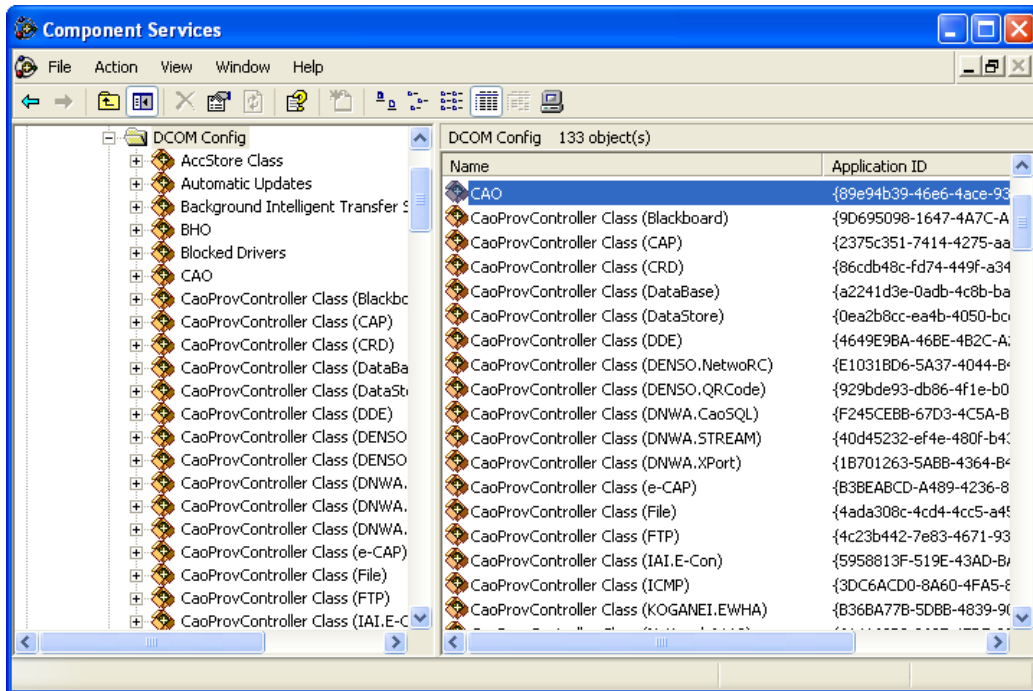 Component Services
File Action View Window Help
DCOM Config
AccStore Class
Automatic Updates
Background Intelligent Transfer S
BHO
Blocked Drivers
CAO
CaoProvController Class (Blackbo
CaoProvController Class (CAP)
CaoProvController Class (CRD)
CaoProvController Class (DataBa
CaoProvController Class (DataSt
CaoProvController Class (DDE)
CaoProvController Class (DENSO
CaoProvController Class (DENSO
CaoProvController Class (DNWA.
CaoProvController Class (DNWA.
CaoProvController Class (DNWA.
CaoProvController Class (e-CAP)
CaoProvController Class (File)
CaoProvController Class (FTP)
CaoProvController Class (IAI.E-C
DCOM Config 133 object(s)
Name Application ID
CAO {89e94b39-46e6-4ace-93
CaoProvController Class (Blackboard) {9D695098-1647-4A7C-A
CaoProvController Class (CAP) {2375c351-7414-4275-aa
CaoProvController Class (CRD) {86cdb48c-fd74-449f-a34
CaoProvController Class (DataBase) {a2241d3e-0adb-4c8b-ba
CaoProvController Class (DataStore) {0ea2b8cc-ea4b-4050-bc
CaoProvController Class (DDE) {4649E9BA-46BE-4B2C-A
CaoProvController Class (DENSO.NetwoRC) {E1031BD6-5A37-4044-B
CaoProvController Class (DENSO.QRCode) {929bde93-db86-4f1e-b0
CaoProvController Class (DNWA.CaoSQL) {F245CEBB-67D3-4C5A-B
CaoProvController Class (DNWA.STREAM) {40d45232-ef4e-480f-b4
CaoProvController Class (DNWA.XPort) {1B701263-5ABB-4364-B
CaoProvController Class (e-CAP) {B3BEABCD-A489-4236-8
CaoProvController Class (File) {4ada308c-4cd4-4cc5-a4
CaoProvController Class (FTP) {4c23b442-7e83-4671-93
CaoProvController Class (IAI.E-Con) {5958813F-519E-43AD-B
CaoProvController Class (ICMP) {3DC6ACD0-8A60-4FA5-8
CaoProvController Class (KOGANEI.EWHA) {B36BA77B-5DBB-4839-9